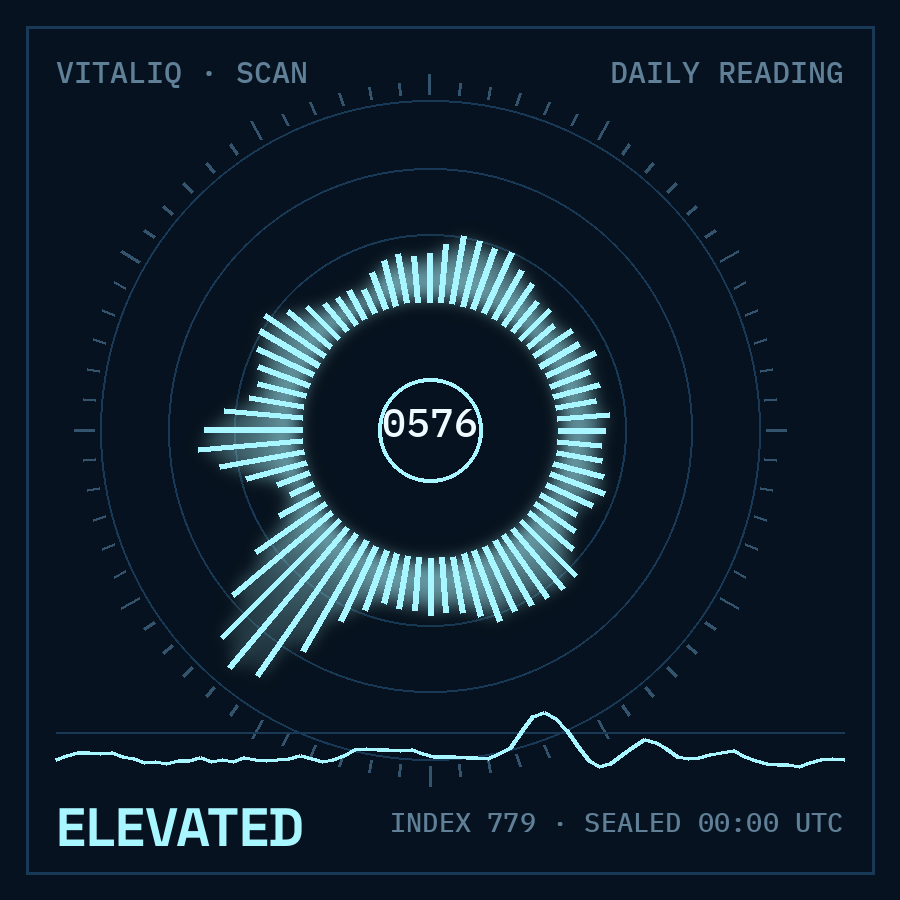 VITALIQ · SCAN
DAILY READING
0576
ELEVATED
INDEX 779 · SEALED 00:00 UTC